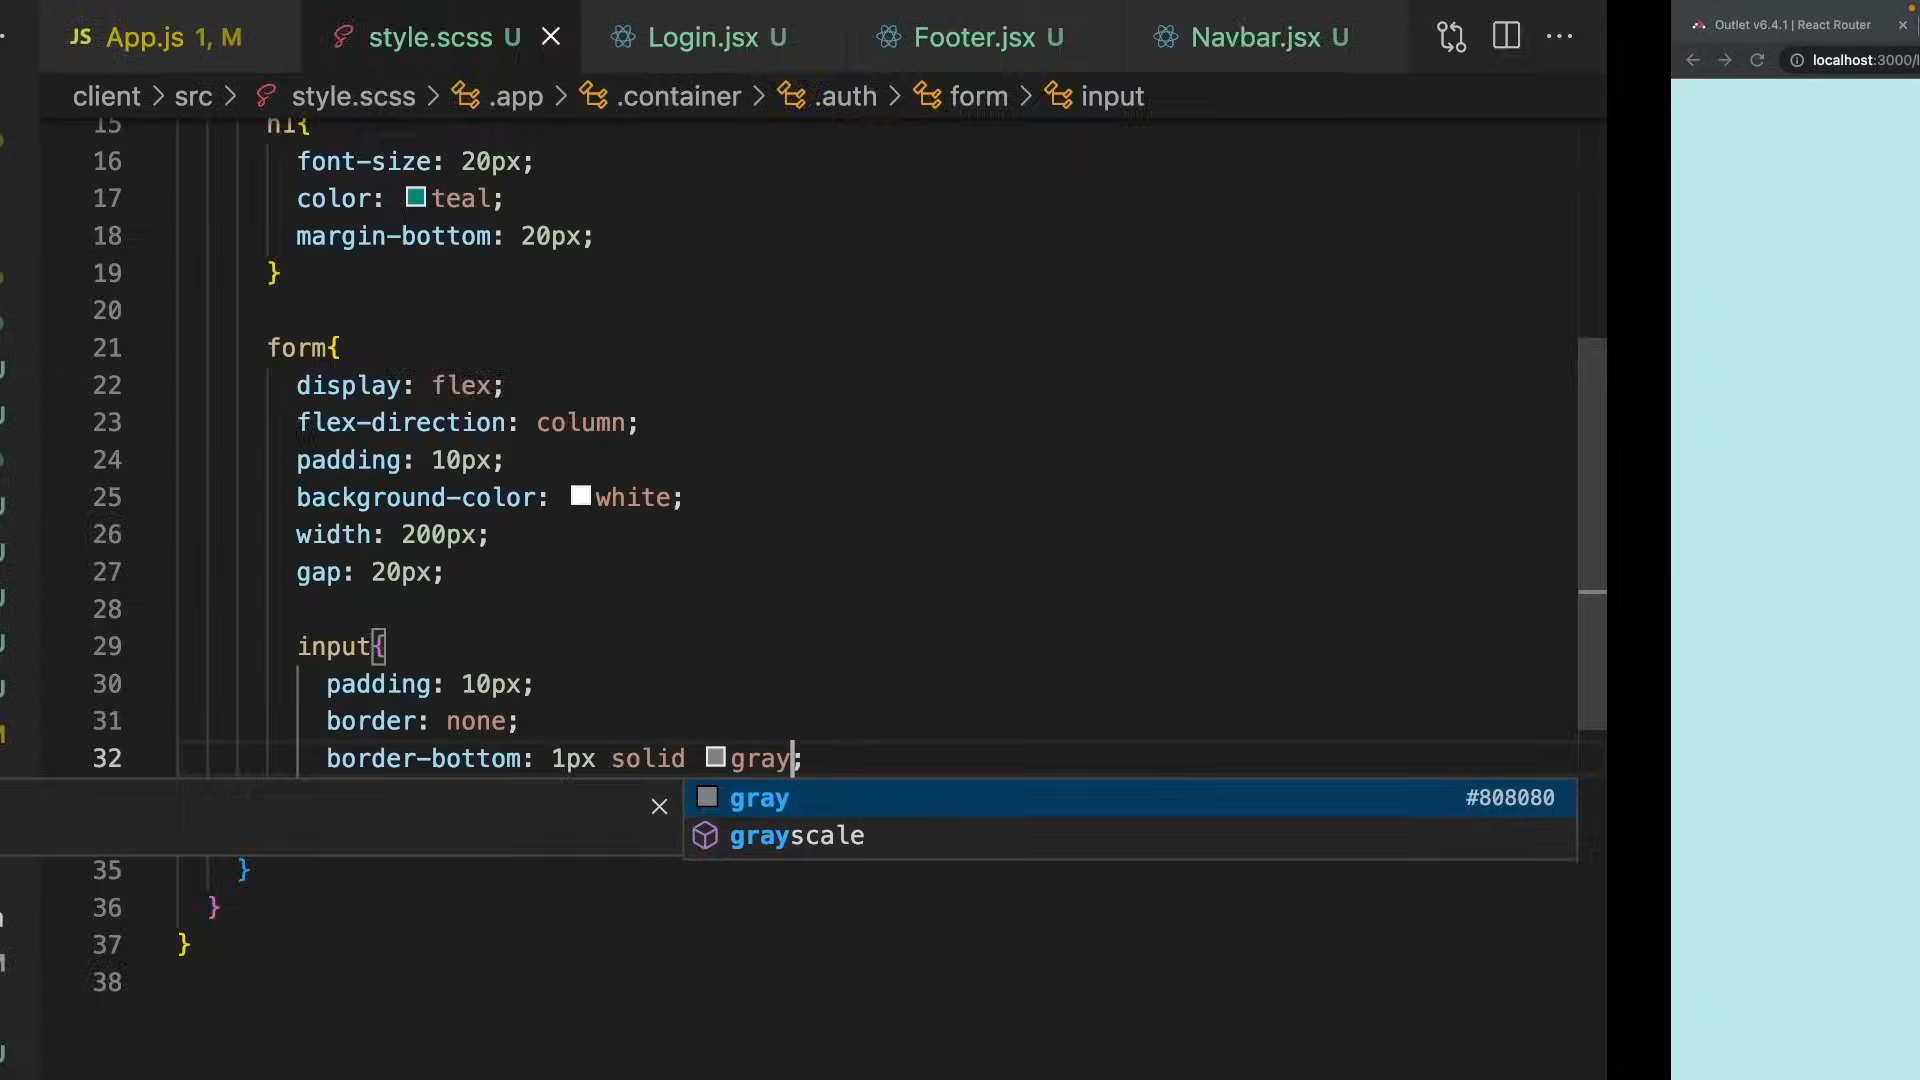 JS App.js 1, M style.scss U Login.jsx U Footer.jsx U Navbar.jsx U ...
client > src > style.scss > .app > .container > .auth > form > input
15 h1{
16 font-size: 20px;
17 color: teal;
18 margin-bottom: 20px;
19 }
20
21 form{
22 display: flex;
23 flex-direction: column;
24 padding: 10px;
25 background-color: white;
26 width: 200px;
27 gap: 20px;
28
29 input{
30 padding: 10px;
31 border: none;
32 border-bottom: 1px solid gray;
gray #808080
grayscale
35 }
36 }
37 }
38
Outlet v6.4.1 | React Router
localhost:3000/l